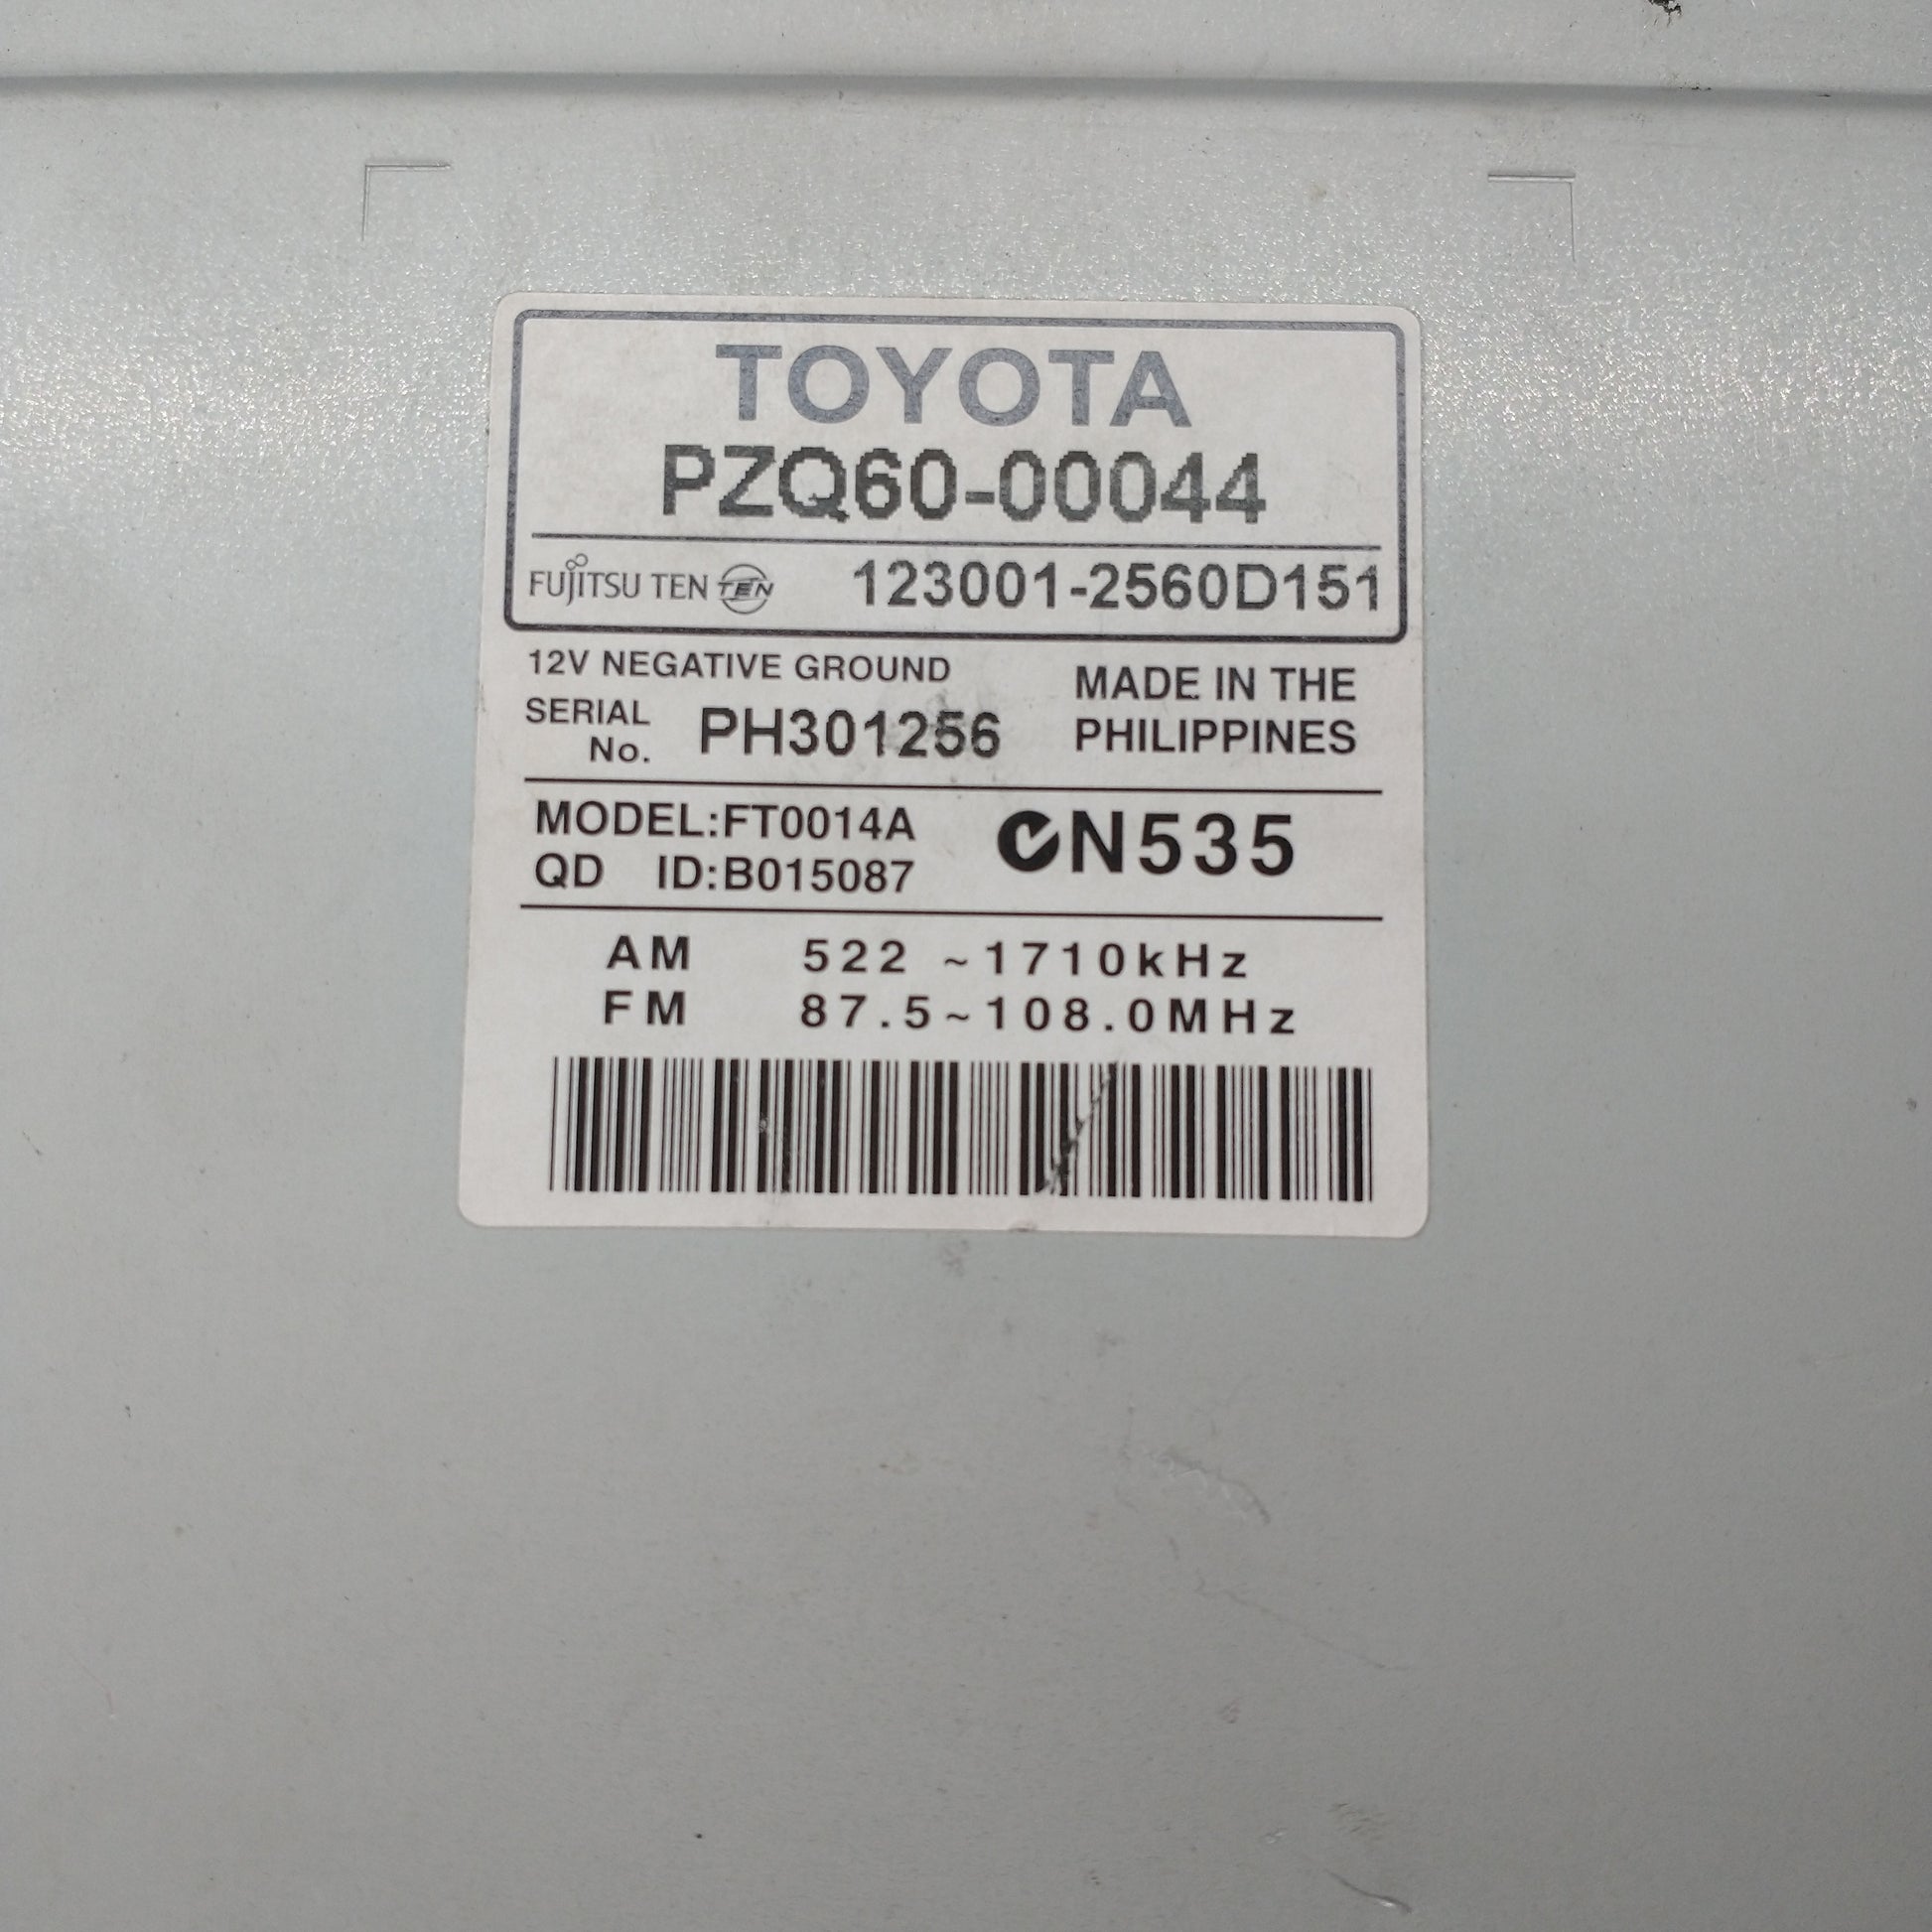 TOYOTA
PZQ60-00044
FUJITSU TEN TEN 123001-2560D151
12V NEGATIVE GROUND
SERIAL No. PH301256
MADE IN THE
PHILIPPINES
MODEL:FT0014A
QD ID:B015087
N535
AM 522 ~1710kHz
FM 87.5~108.0MHz